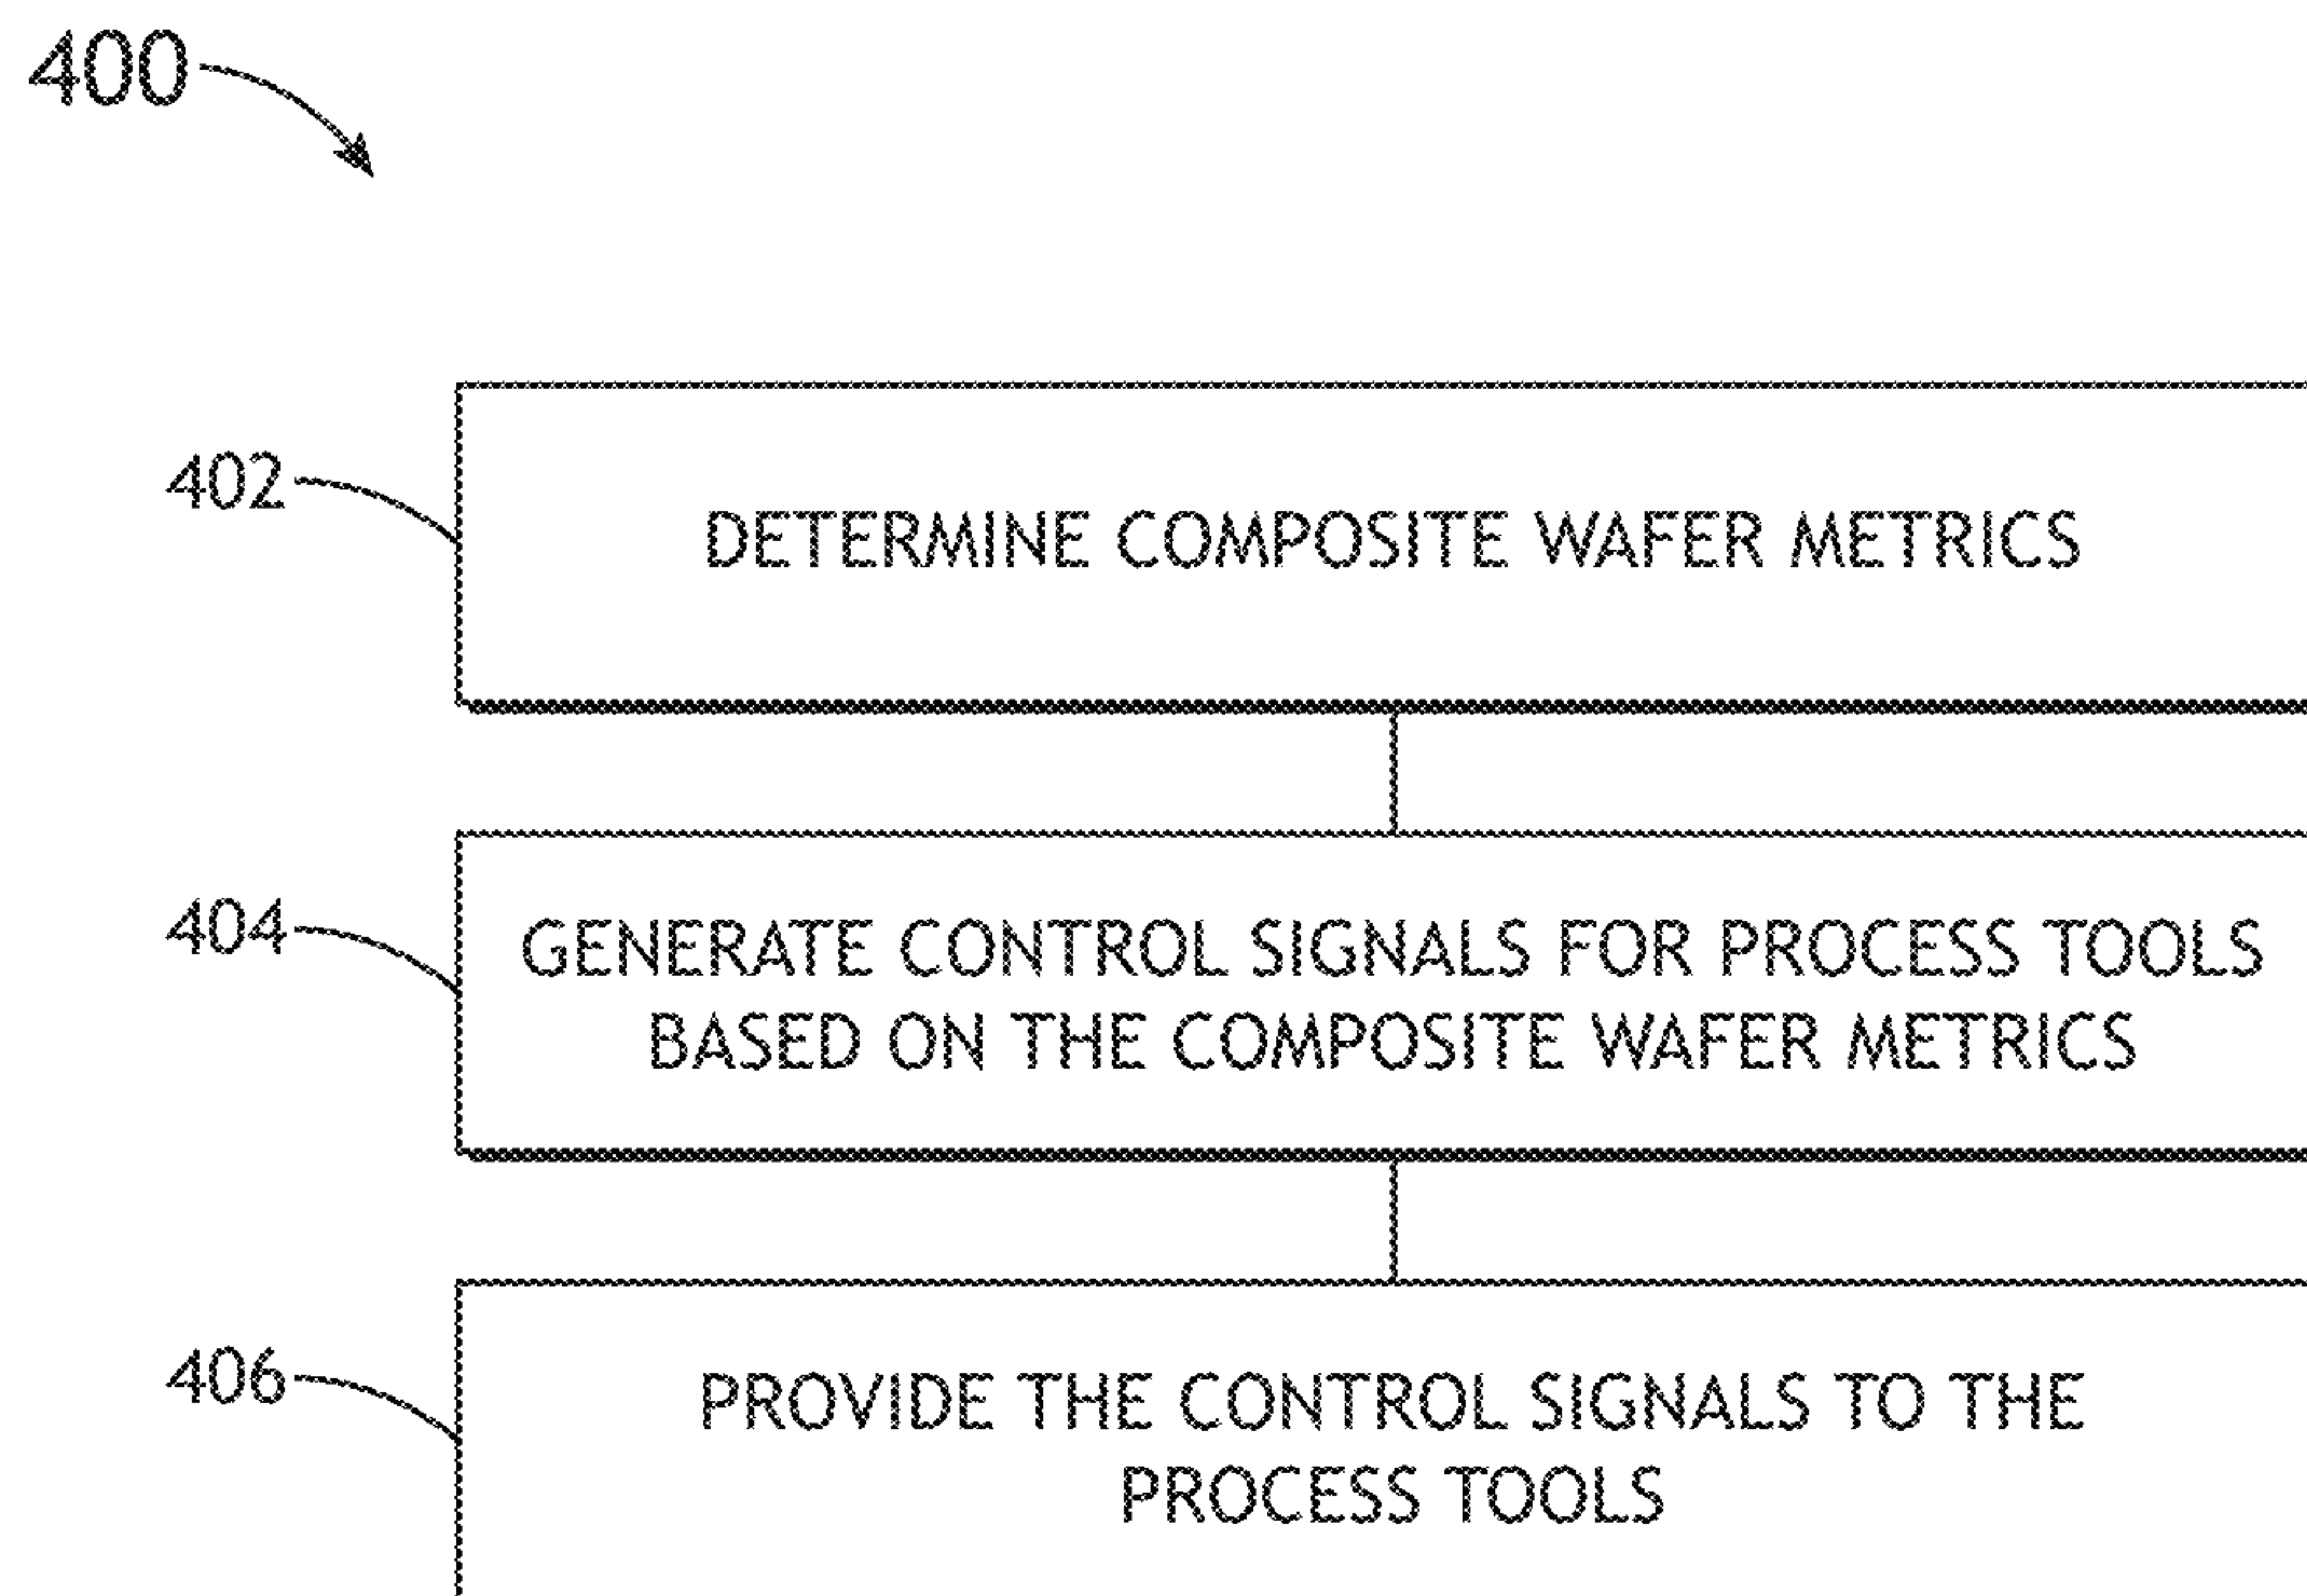 400
402
DETERMINE COMPOSITE WAFER METRICS
404
GENERATE CONTROL SIGNALS FOR PROCESS TOOLS
BASED ON THE COMPOSITE WAFER METRICS
406
PROVIDE THE CONTROL SIGNALS TO THE
PROCESS TOOLS